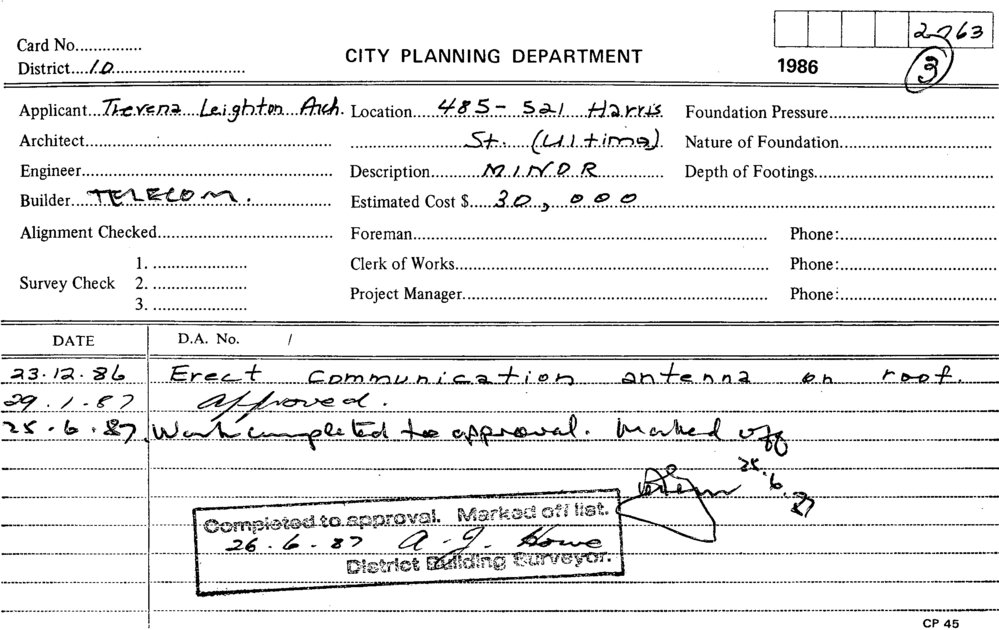 Card No...............
2763
District....10
CITY PLANNING DEPARTMENT
1986
3
Applicant...Trevena Leighton Arch. Location...485-521 Harris Foundation Pressure
Architect... St. (Ultimo) Nature of Foundation
Engineer... Description...MINOR Depth of Footings
Builder...TELECOM. Estimated Cost $...30,000
Alignment Checked... Foreman... Phone:
Survey Check
1.
2.
3.
Clerk of Works... Phone:
Project Manager... Phone:
DATE D.A. No. /
23.12.86 Erect communication antenna on roof.
29.1.87 approved.
25.6.87. Work completed to approval. Marked off
25.6.87
Completed to approval. Marked off list.
26.6.87 A.J. Howe
District Building Surveyor.
CP 45